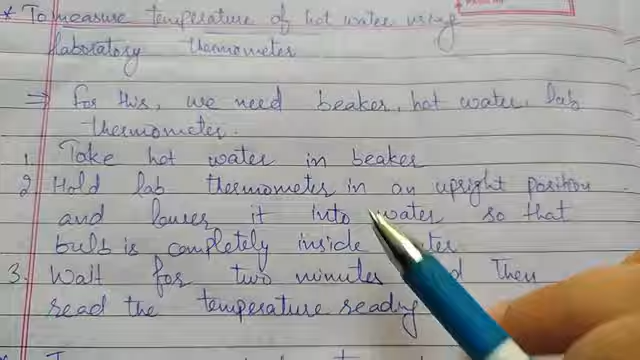 * To measure temperature of hot water using
laboratory thermometer
⇒ For this, we need beaker, hot water, lab
thermometer.
1. Take hot water in beaker
2. Hold lab thermometer in an upright position
and lower it into water so that
bulb is completely inside
3. Wait for two minutes then
read the temperature reading